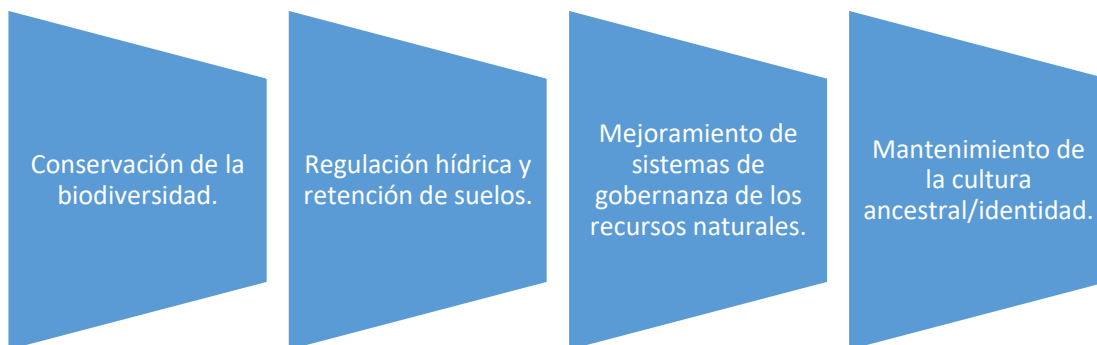 Conservación de la
biodiversidad.
Regulación hídrica y
retención de suelos.
Mejoramiento de
sistemas de
gobernanza de los
recursos naturales.
Mantenimiento de
la cultura
ancestral/identidad.